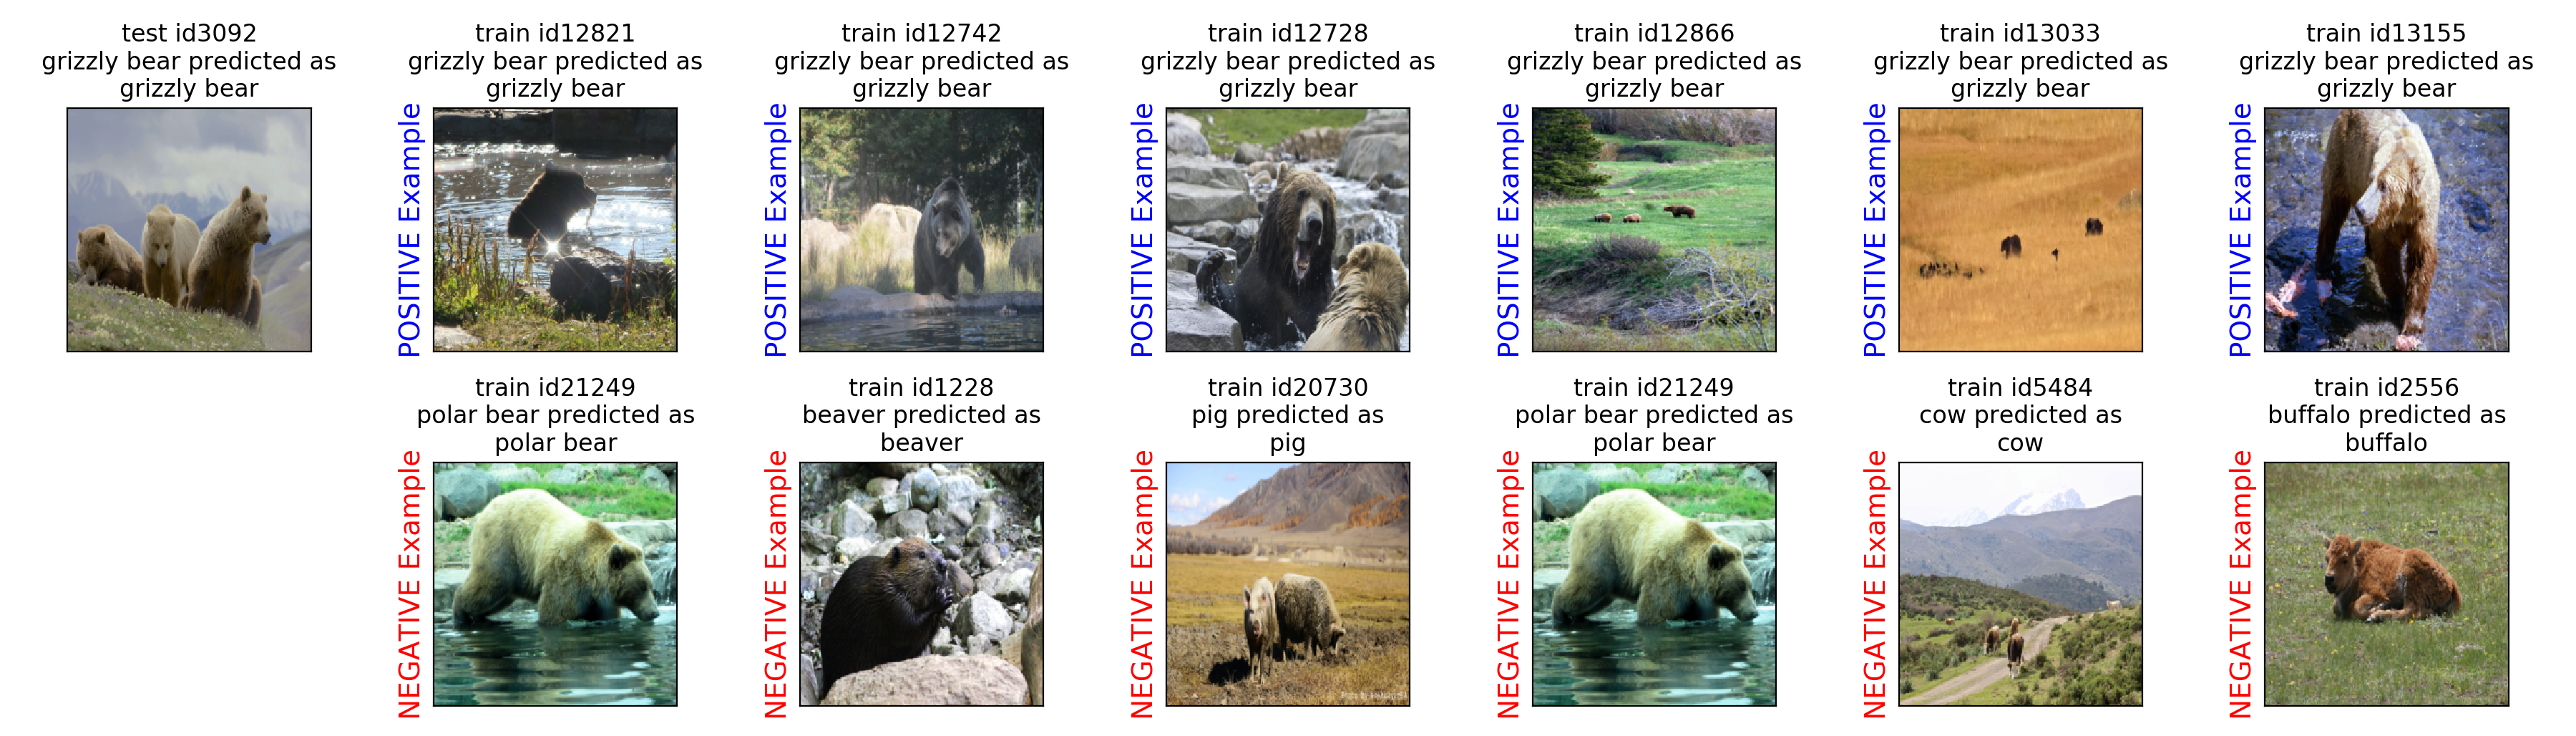 test id3092
grizzly bear predicted as
grizzly bear
train id12821
grizzly bear predicted as
grizzly bear
POSITIVE Example
train id12742
grizzly bear predicted as
grizzly bear
POSITIVE Example
train id12728
grizzly bear predicted as
grizzly bear
POSITIVE Example
train id12866
grizzly bear predicted as
grizzly bear
POSITIVE Example
train id13033
grizzly bear predicted as
grizzly bear
POSITIVE Example
train id13155
grizzly bear predicted as
grizzly bear
POSITIVE Example
train id21249
polar bear predicted as
polar bear
NEGATIVE Example
train id1228
beaver predicted as
beaver
NEGATIVE Example
train id20730
pig predicted as
pig
NEGATIVE Example
train id21249
polar bear predicted as
polar bear
NEGATIVE Example
train id5484
cow predicted as
cow
NEGATIVE Example
train id2556
buffalo predicted as
buffalo
NEGATIVE Example